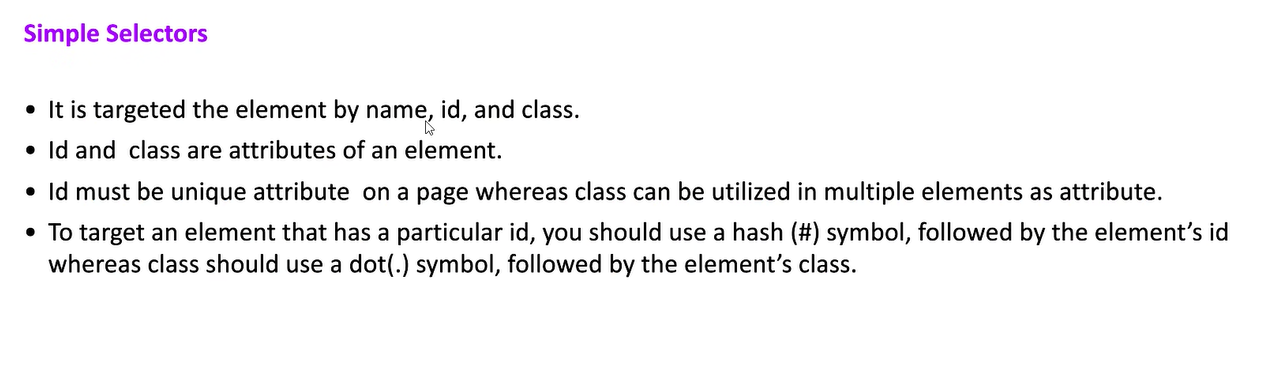 Simple Selectors
• It is targeted the element by name, id, and class.
• Id and  class are attributes of an element.
• Id must be unique attribute  on a page whereas class can be utilized in multiple elements as attribute.
• To target an element that has a particular id, you should use a hash (#) symbol, followed by the element’s id
whereas class should use a dot(.) symbol, followed by the element’s class.